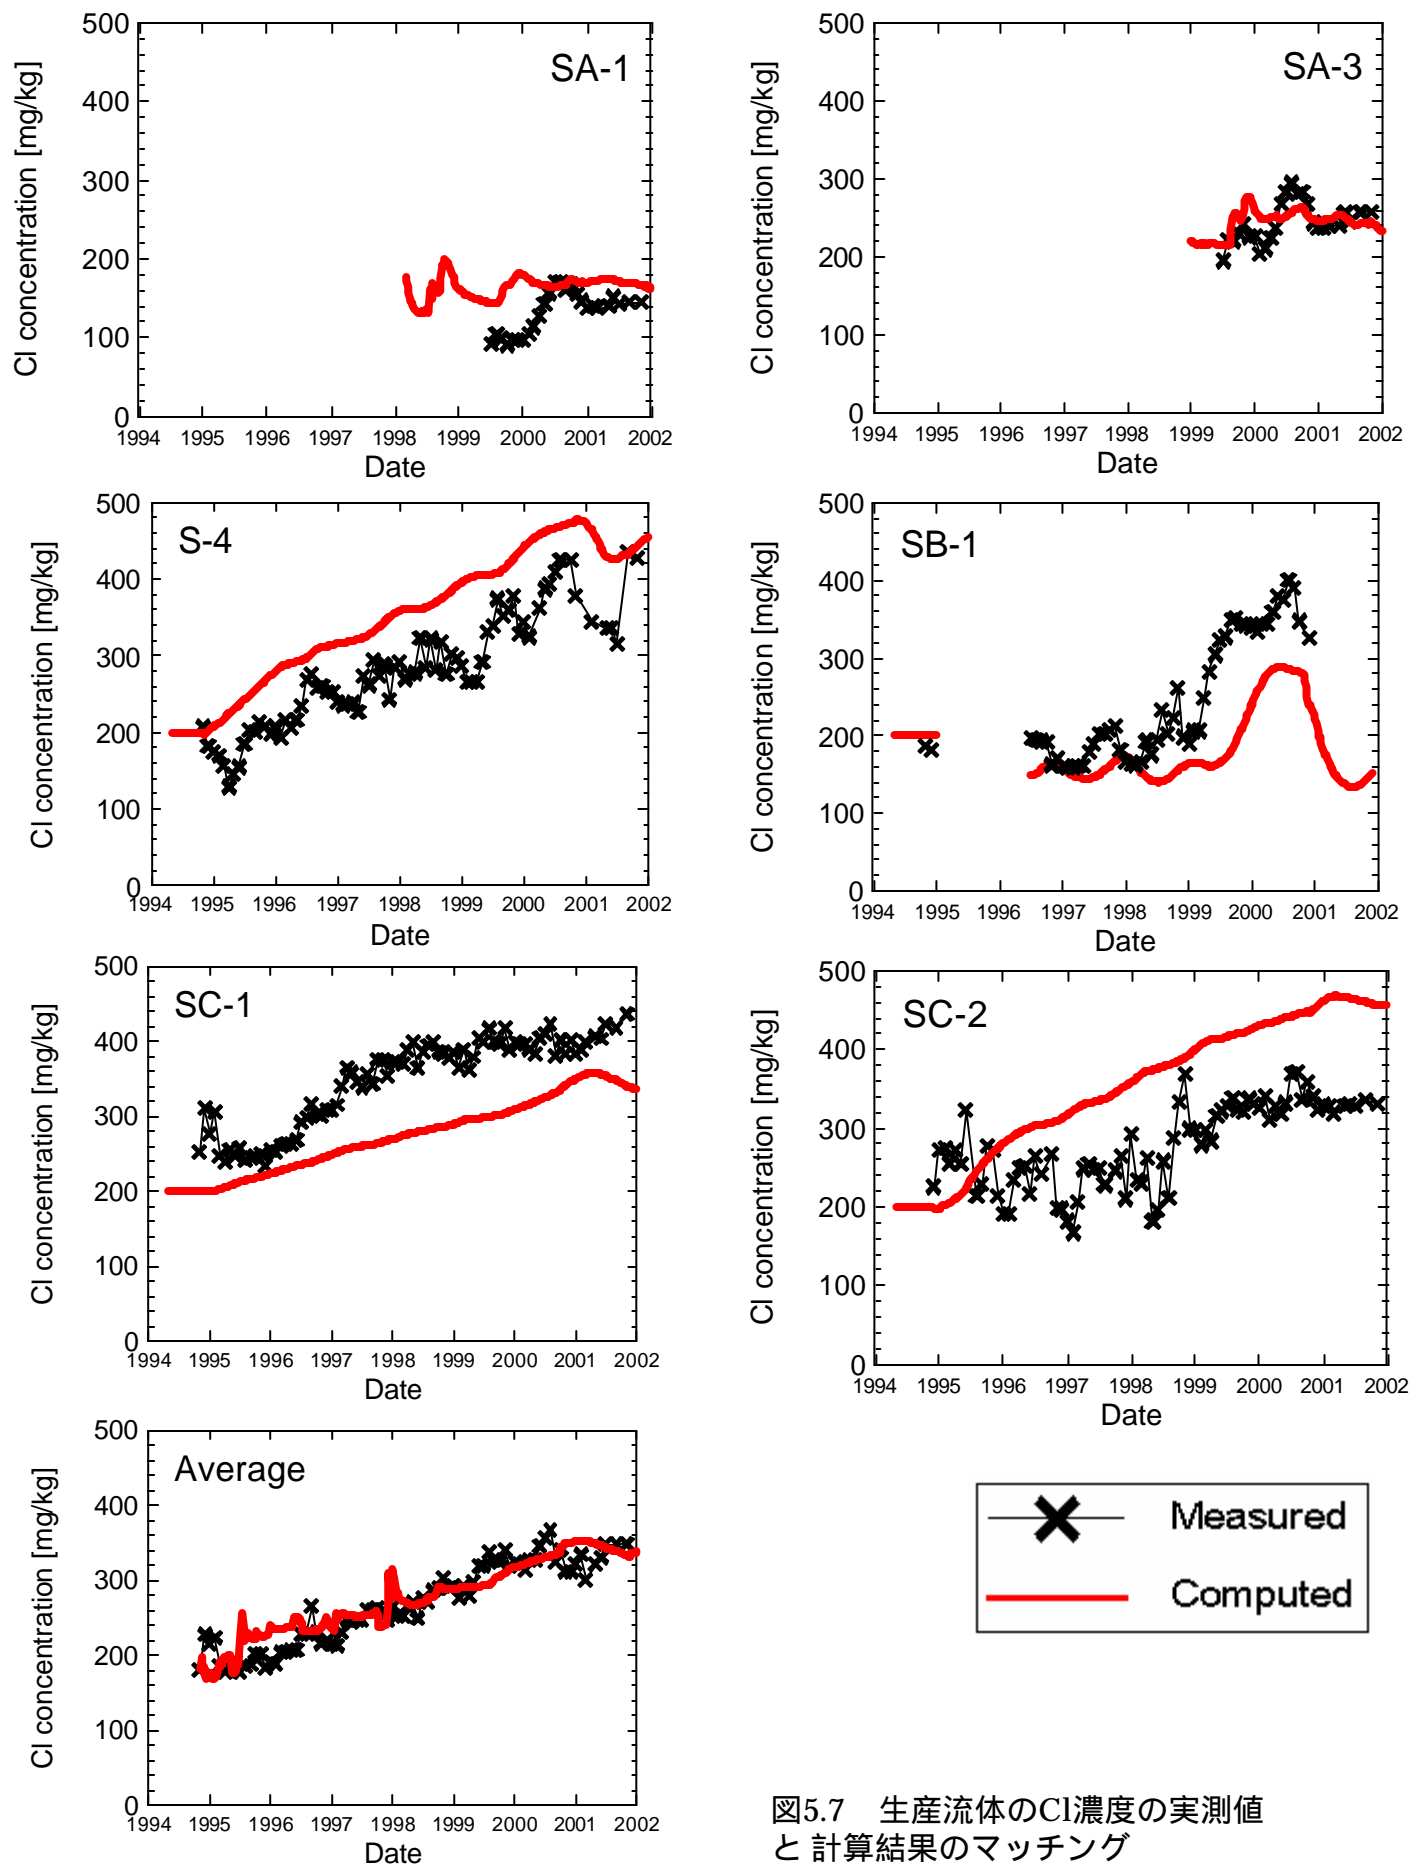 SA-1
Cl concentration [mg/kg]
500
400
300
200
100
0
1994 1995 1996 1997 1998 1999 2000 2001 2002
Date
SA-3
Cl concentration [mg/kg]
500
400
300
200
100
0
1994 1995 1996 1997 1998 1999 2000 2001 2002
Date
S-4
Cl concentration [mg/kg]
500
400
300
200
100
0
1994 1995 1996 1997 1998 1999 2000 2001 2002
Date
SB-1
Cl concentration [mg/kg]
500
400
300
200
100
0
1994 1995 1996 1997 1998 1999 2000 2001 2002
Date
SC-1
Cl concentration [mg/kg]
500
400
300
200
100
0
1994 1995 1996 1997 1998 1999 2000 2001 2002
Date
SC-2
Cl concentration [mg/kg]
500
400
300
200
100
0
1994 1995 1996 1997 1998 1999 2000 2001 2002
Date
Average
Cl concentration [mg/kg]
500
400
300
200
100
0
1994 1995 1996 1997 1998 1999 2000 2001 2002
Date
Measured
Computed
図5.7　生産流体のCl濃度の実測値
と 計算結果のマッチング